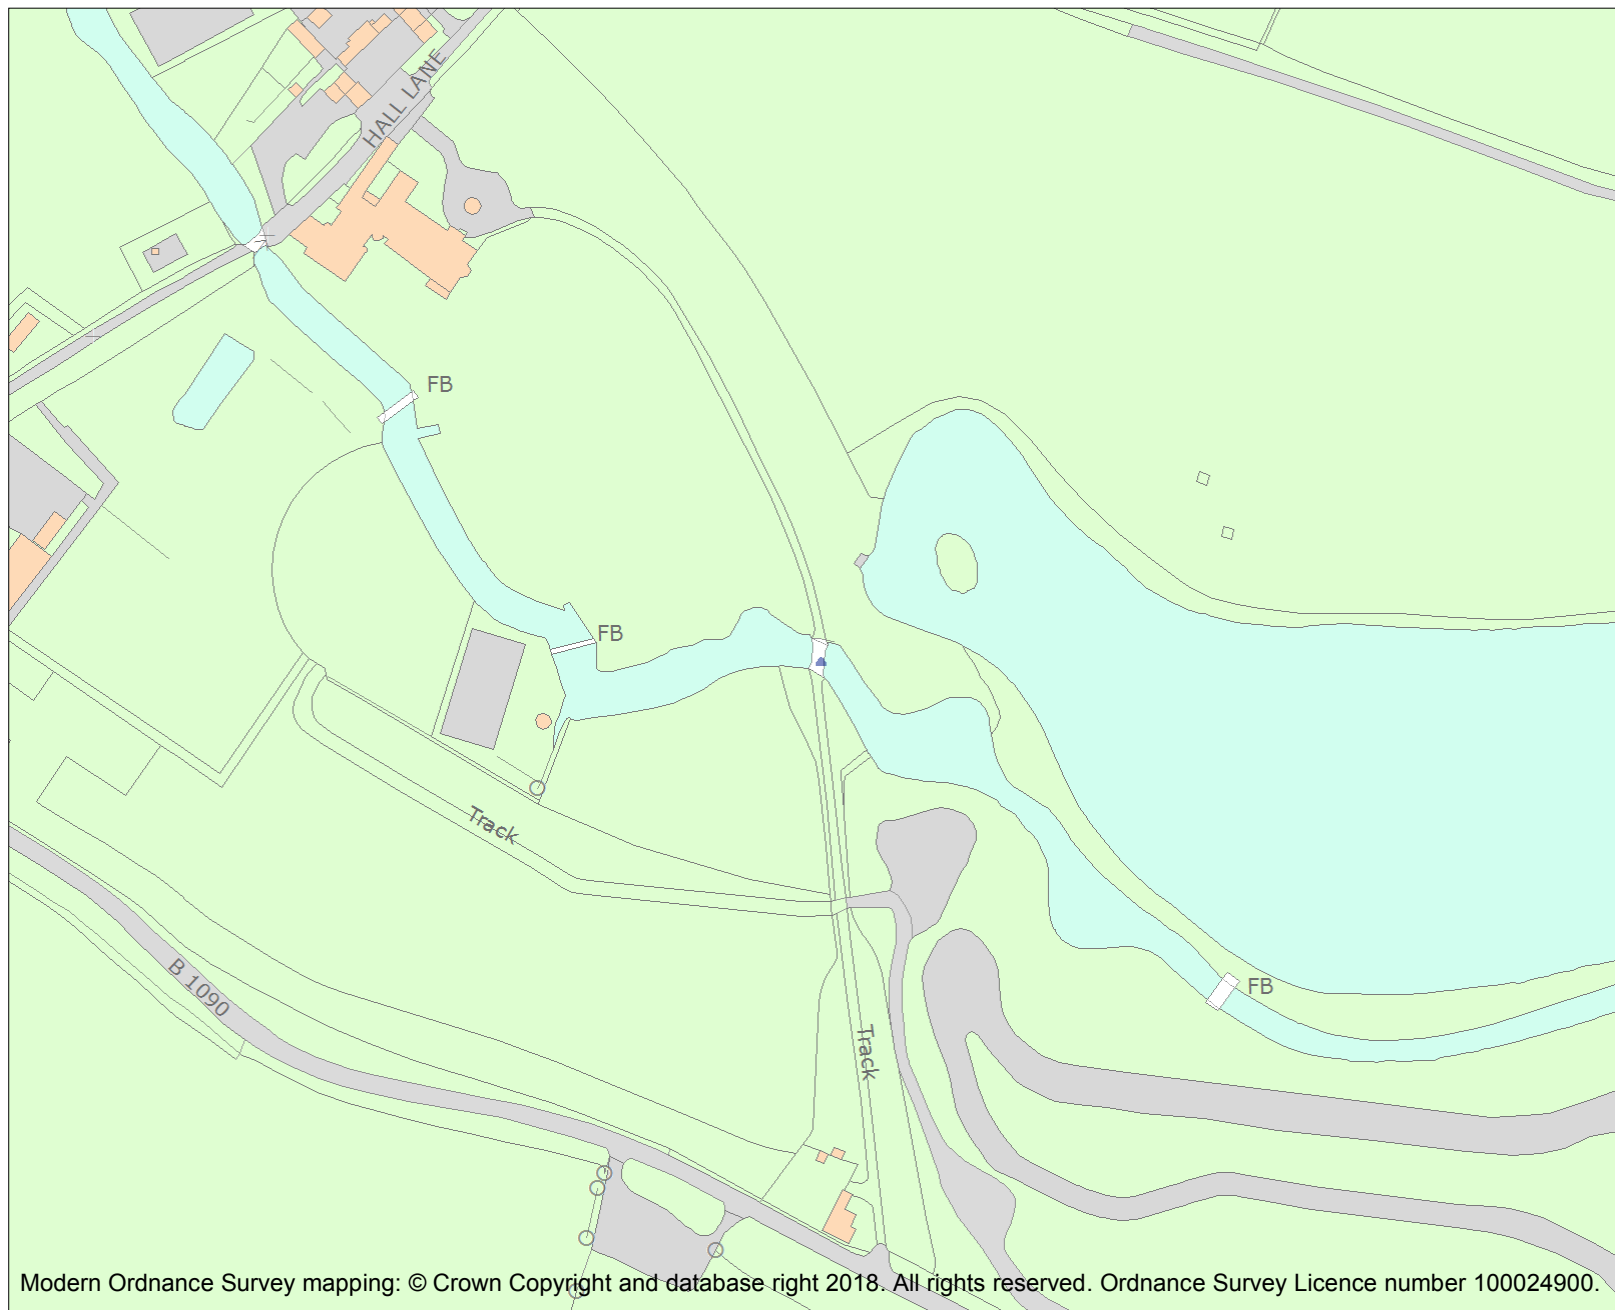 HALL LANE
FB
FB
Track
B 1090
FB
Track
Modern Ordnance Survey mapping: © Crown Copyright and database right 2018. All rights reserved. Ordnance Survey Licence number 100024900.